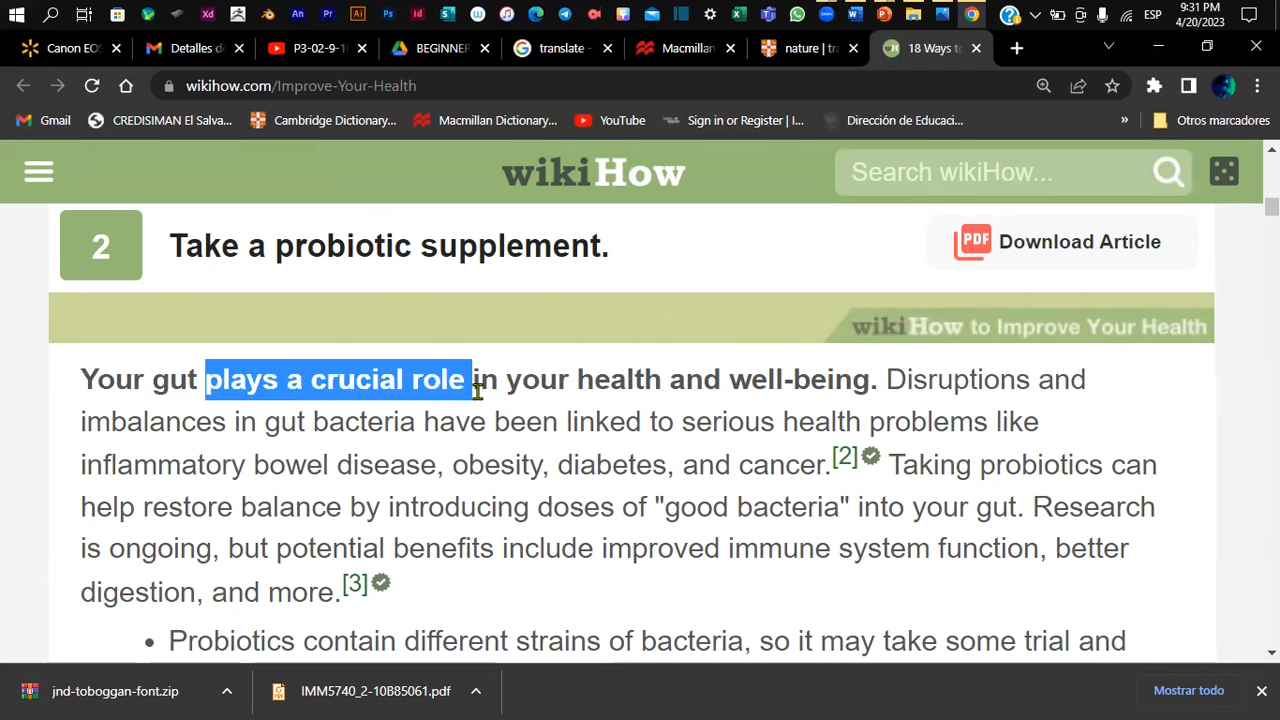 9:31 PM
ESP
4/20/2023
Canon EOS
Detalles de
P3-02-9-1
BEGINNER
translate -
Macmillan
nature | tra
18 Ways to
wikihow.com/Improve-Your-Health
Gmail
CREDISIMAN El Salva...
Cambridge Dictionary...
Macmillan Dictionary,...
YouTube
Sign in or Register | I...
Dirección de Educaci...
Otros marcadores
wikiHow
Search wikiHow...
2
Take a probiotic supplement.
PDF
Download Article
wikiHow to Improve Your Health
Your gut plays a crucial role in your health and well-being. Disruptions and
imbalances in gut bacteria have been linked to serious health problems like
inflammatory bowel disease, obesity, diabetes, and cancer.[2] Taking probiotics can
help restore balance by introducing doses of "good bacteria" into your gut. Research
is ongoing, but potential benefits include improved immune system function, better
digestion, and more.[3]
• Probiotics contain different strains of bacteria, so it may take some trial and
jnd-toboggan-font.zip
IMM5740_2-10B85061.pdf
Mostrar todo